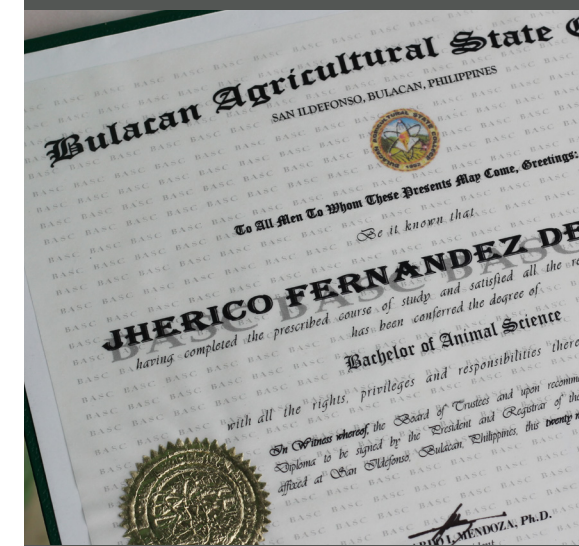 Bulacan Agricultural State
SAN ILDEFONSO, BULACAN, PHILIPPINES
To All Men To Whom These Presents May Come, Greetings:
Be it known that
JHERICO FERNANDEZ DE
having completed the prescribed course of study and satisfied all the re
has been conferred the degree of
Bachelor of Animal Science
with all the rights, privileges and responsibilities there
In Witness whereof, the Board of Trustees and upon recomm
Diploma to be signed by the President and Registrar of the
affixed at San Ildefonso, Bulacan, Philippines, this twenty
MENDOZA, Ph.D.